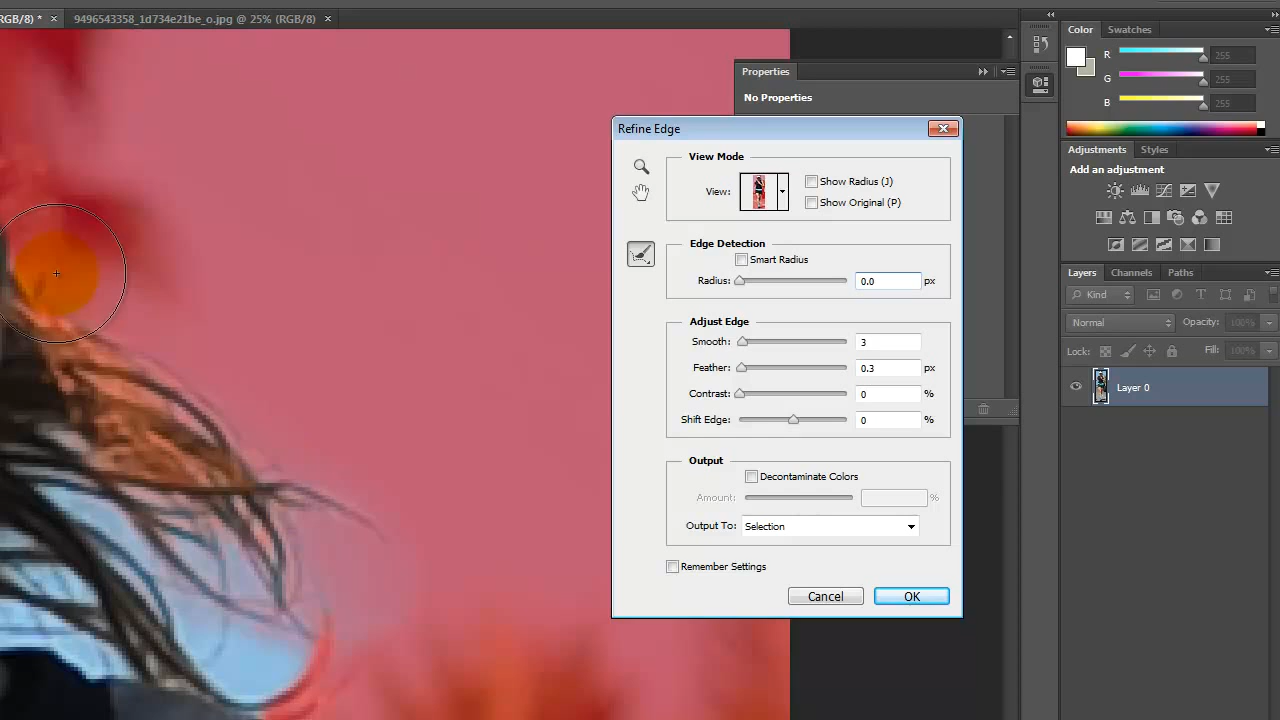 RGB/8) * × 9496543358_1d734e21be_o.jpg @ 25% (RGB/8) ×
Color Swatches
R 255
G 255
B 255
Properties
No Properties
Refine Edge
View Mode
View:
Show Radius (J)
Show Original (P)
Edge Detection
Smart Radius
Radius: 0.0 px
Adjust Edge
Smooth: 3
Feather: 0.3 px
Contrast: 0 %
Shift Edge: 0 %
Output
Decontaminate Colors
Amount: %
Output To: Selection
Remember Settings
Cancel OK
Adjustments Styles
Add an adjustment
Layers Channels Paths
Kind
Normal Opacity: 100%
Lock: Fill: 100%
Layer 0